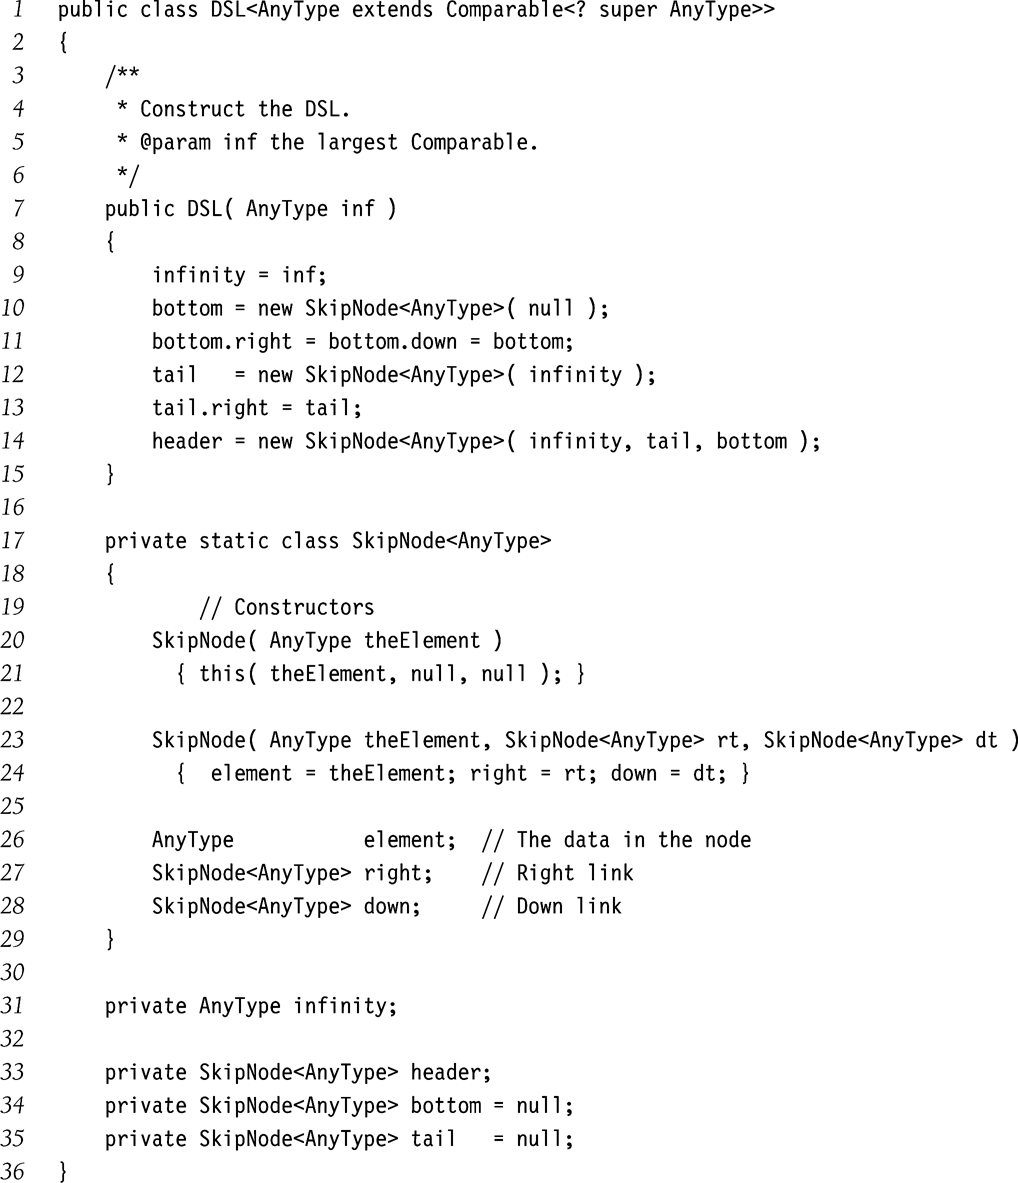 1 public class DSL<AnyType extends Comparable<? super AnyType>>
2 {
3     /**
4      * Construct the DSL.
5      * @param inf the largest Comparable.
6      */
7     public DSL( AnyType inf )
8     {
9         infinity = inf;
10         bottom = new SkipNode<AnyType>( null );
11         bottom.right = bottom.down = bottom;
12         tail   = new SkipNode<AnyType>( infinity );
13         tail.right = tail;
14         header = new SkipNode<AnyType>( infinity, tail, bottom );
15     }
16
17     private static class SkipNode<AnyType>
18     {
19             // Constructors
20         SkipNode( AnyType theElement )
21           { this( theElement, null, null ); }
22
23         SkipNode( AnyType theElement, SkipNode<AnyType> rt, SkipNode<AnyType> dt )
24           {  element = theElement; right = rt; down = dt; }
25
26         AnyType           element;  // The data in the node
27         SkipNode<AnyType> right;    // Right link
28         SkipNode<AnyType> down;     // Down link
29     }
30
31     private AnyType infinity;
32
33     private SkipNode<AnyType> header;
34     private SkipNode<AnyType> bottom = null;
35     private SkipNode<AnyType> tail   = null;
36 }